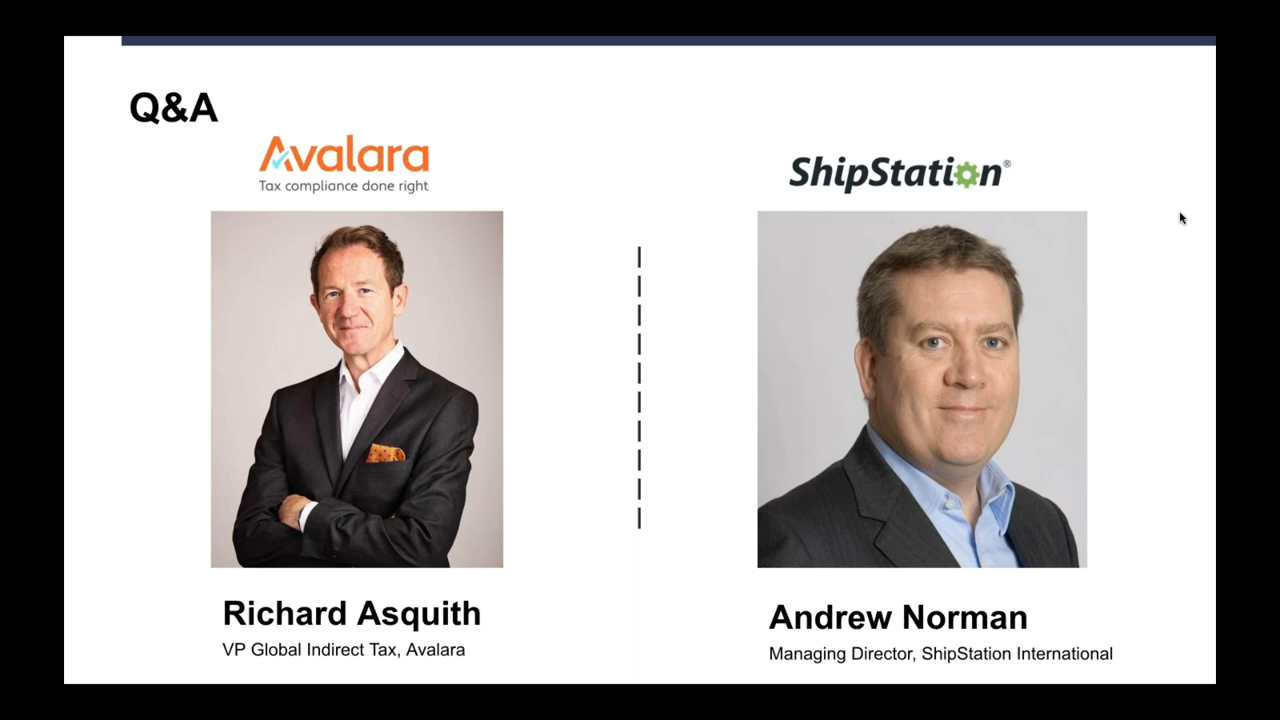 Q&A
Avalara
Tax compliance done right
ShipStation®
Richard Asquith
VP Global Indirect Tax, Avalara
Andrew Norman
Managing Director, ShipStation International